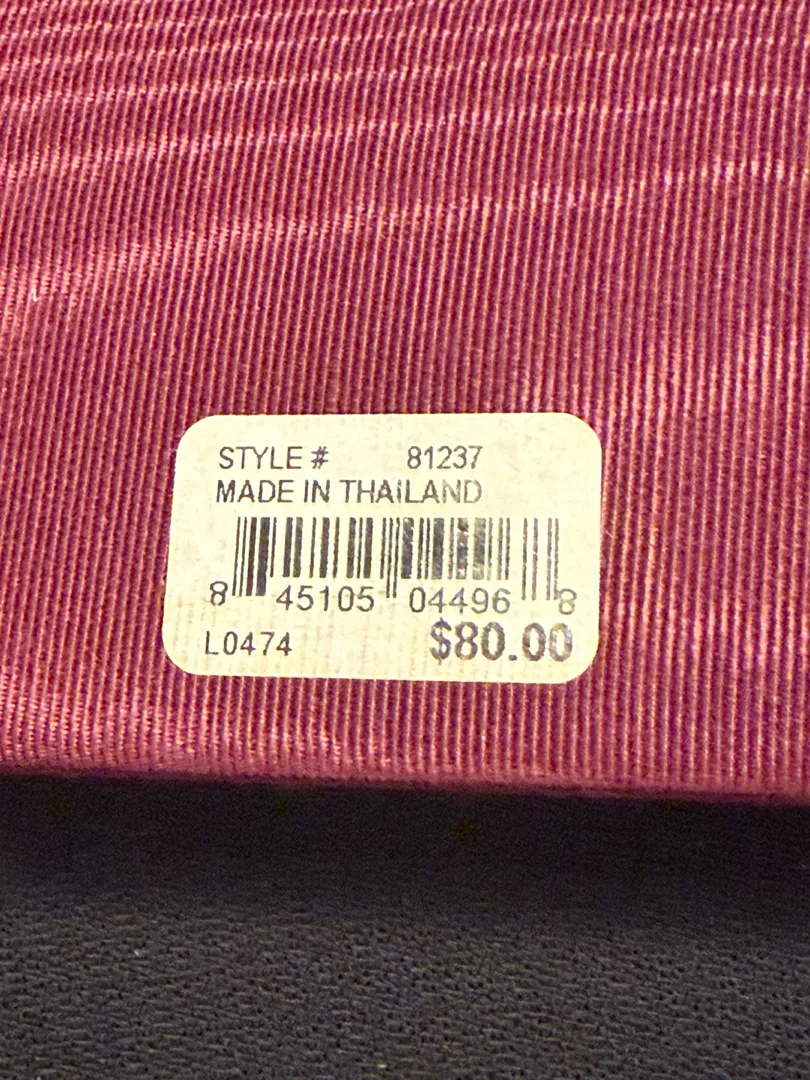 STYLE # 81237
MADE IN THAILAND
8 45105 04496 8
L0474 $80.00